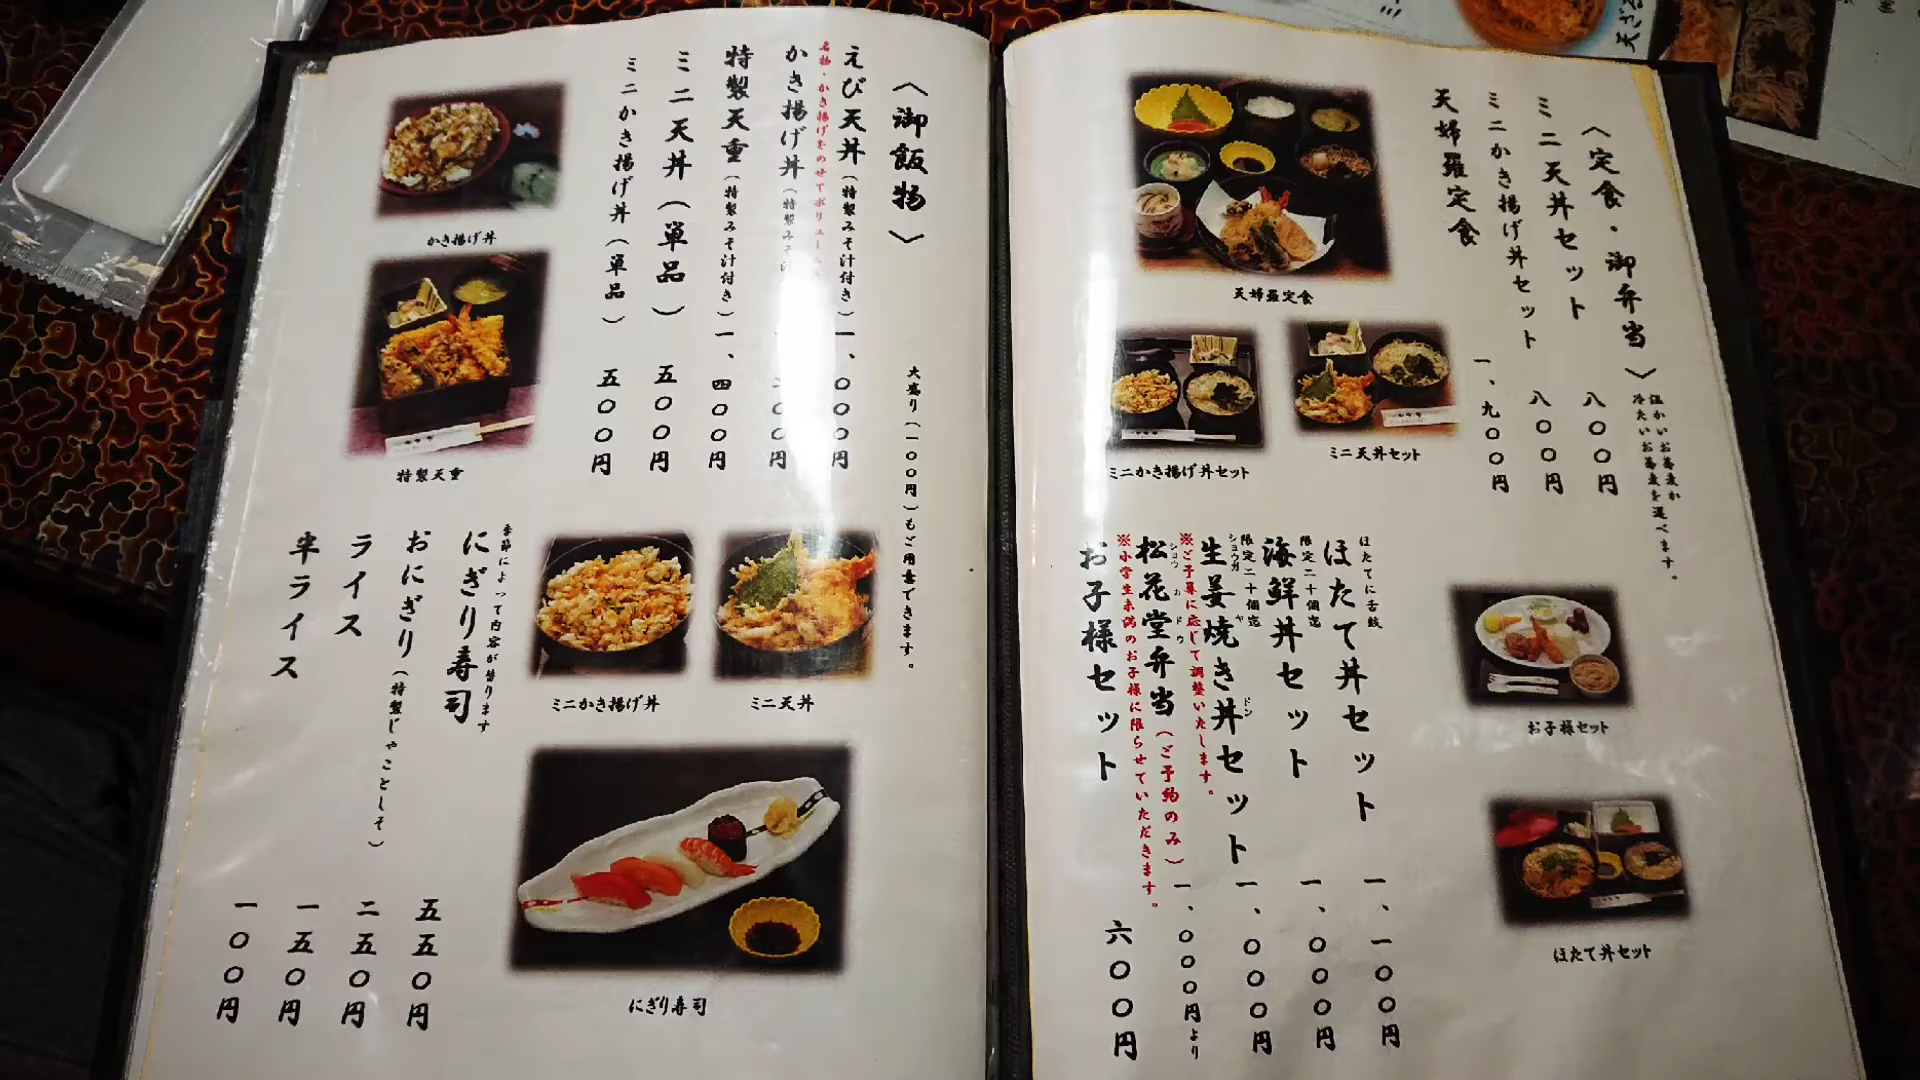 〈定食・御弁当〉
温かいお蕎麦か
冷たいお蕎麦を選べます。
ミニ天丼セット 八〇〇円
ミニかき揚げ丼セット 八〇〇円
天婦羅定食 一、九〇〇円
天婦羅定食
ミニ天丼セット
ミニかき揚げ丼セット
お子様セット
ほたて丼セット
ほたてに舌鼓
ほたて丼セット 一、一〇〇円
限定二十個迄
海鮮丼セット 一、〇〇〇円
限定二十個迄
生姜焼き丼セット 一、〇〇〇円
ショウガ ヤ ドン
※ご予算に応じて調整いたします。
松花堂弁当(ご予約のみ) 一、〇〇〇円より
ショウ カ ドウ
※小学生未満のお子様に限らせていただきます。
お子様セット 六〇〇円
〈御飯物〉
大盛り(一〇〇円)もご用意できます。
えび天丼(特製みそ汁付き) 一、〇〇〇円
名物・かき揚げをのせてボリューム
かき揚げ丼(特製みそ汁
特製天重(特製みそ汁付き) 一、四〇〇円
ミニ天丼(単品) 五〇〇円
ミニかき揚げ丼(単品) 五〇〇円
かき揚げ丼
特製天重
ミニ天丼
ミニかき揚げ丼
にぎり寿司
季節によって内容が替ります
にぎり寿司 五五〇円
おにぎり(特製じゃことしそ) 二五〇円
ライス 一五〇円
半ライス 一〇〇円